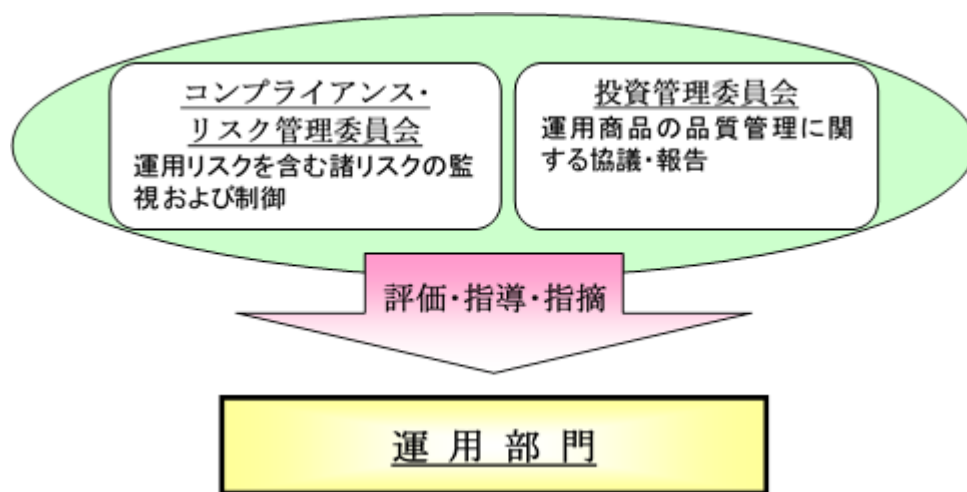 コンプライアンス・
リスク管理委員会
運用リスクを含む諸リスクの監
視および制御
投資管理委員会
運用商品の品質管理に関
する協議・報告
評価・指導・指摘
運用部門